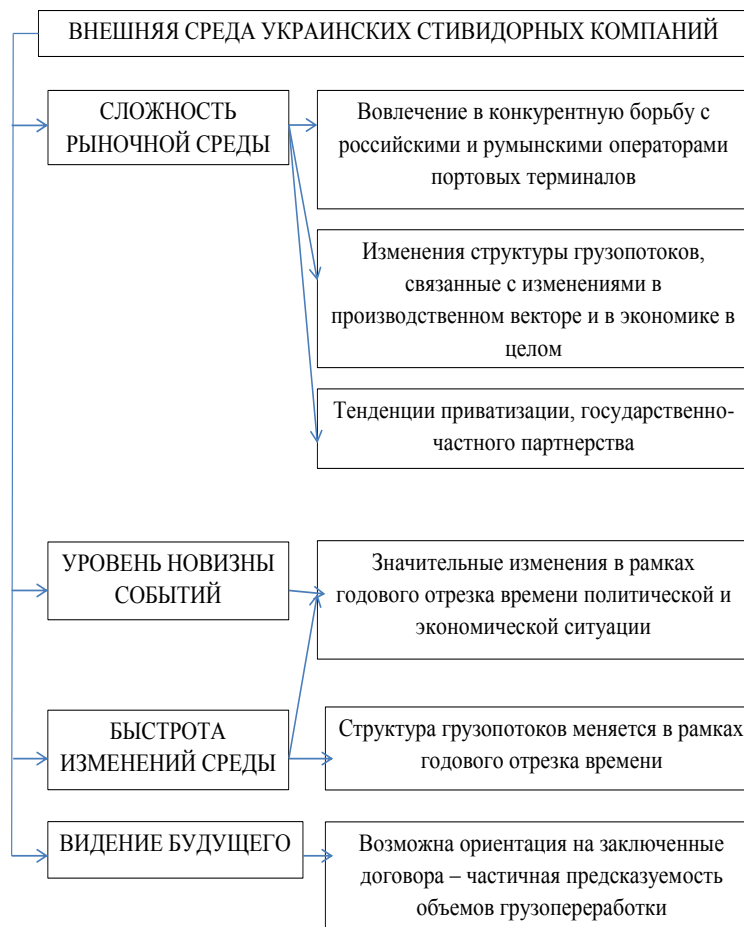 ВНЕШНЯЯ СРЕДА УКРАИНСКИХ СТИВИДОРНЫХ КОМПАНИЙ
СЛОЖНОСТЬ
РЫНОЧНОЙ СРЕДЫ
Вовлечение в конкурентную борьбу с
российскими и румынскими операторами
портовых терминалов
Изменения структуры грузопотоков,
связанные с изменениями в
производственном векторе и в экономике в
целом
Тенденции приватизации, государственно-
частного партнерства
УРОВЕНЬ НОВИЗНЫ
СОБЫТИЙ
Значительные изменения в рамках
годового отрезка времени политической и
экономической ситуации
БЫСТРОТА
ИЗМЕНЕНИЙ СРЕДЫ
Структура грузопотоков меняется в рамках
годового отрезка времени
ВИДЕНИЕ БУДУЩЕГО
Возможна ориентация на заключенные
договора – частичная предсказуемость
объемов грузопереработки